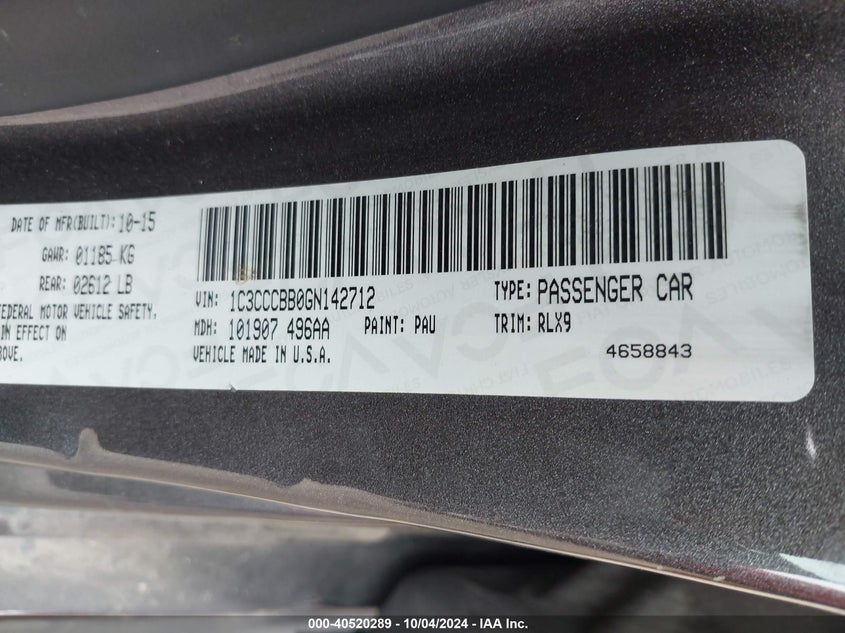 DATE OF MFR(BUILT): 10-15
GAWR: 01185 KG
REAR: 02612 LB
FEDERAL MOTOR VEHICLE SAFETY,
IN EFFECT ON
VIN: 1C3CCCBB0GN142712
TYPE: PASSENGER CAR
MDH: 101907 496AA PAINT: PAU TRIM: RLX9
VEHICLE MADE IN U.S.A.
4658843
000-40520289 - 10/04/2024 - IAA Inc.